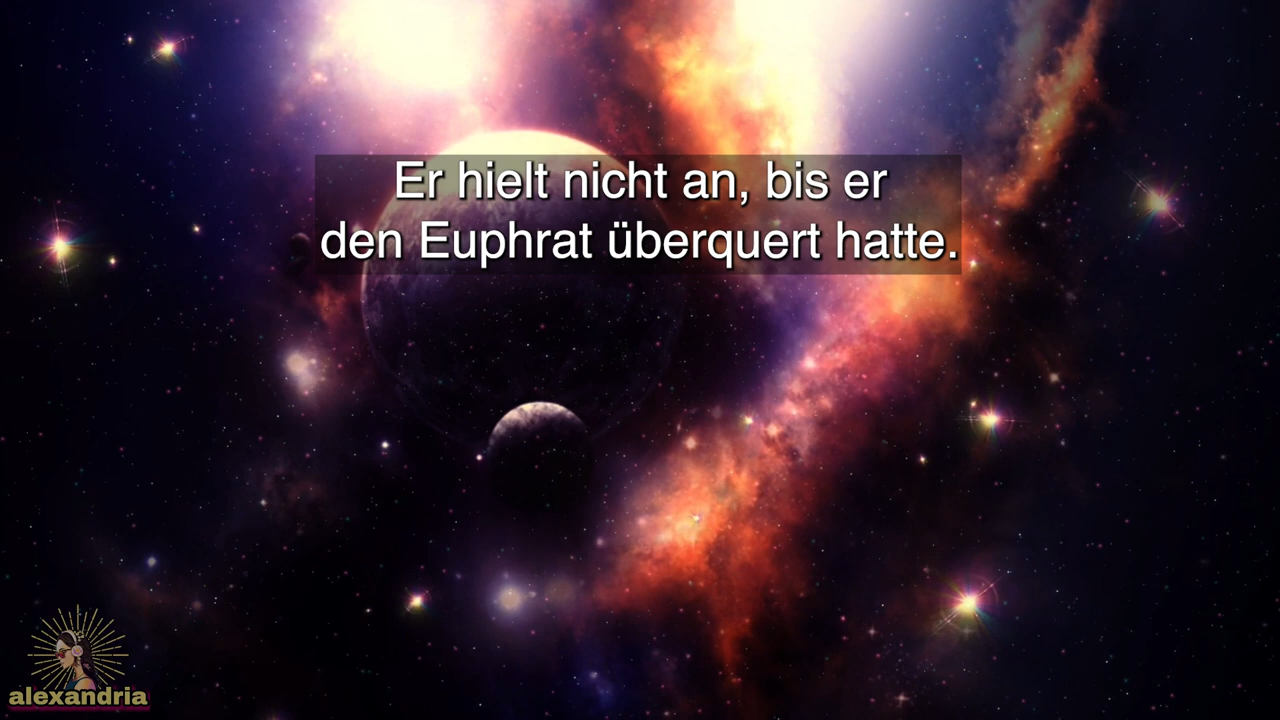 Er hielt nicht an, bis er
den Euphrat überquert hatte.
alexandria